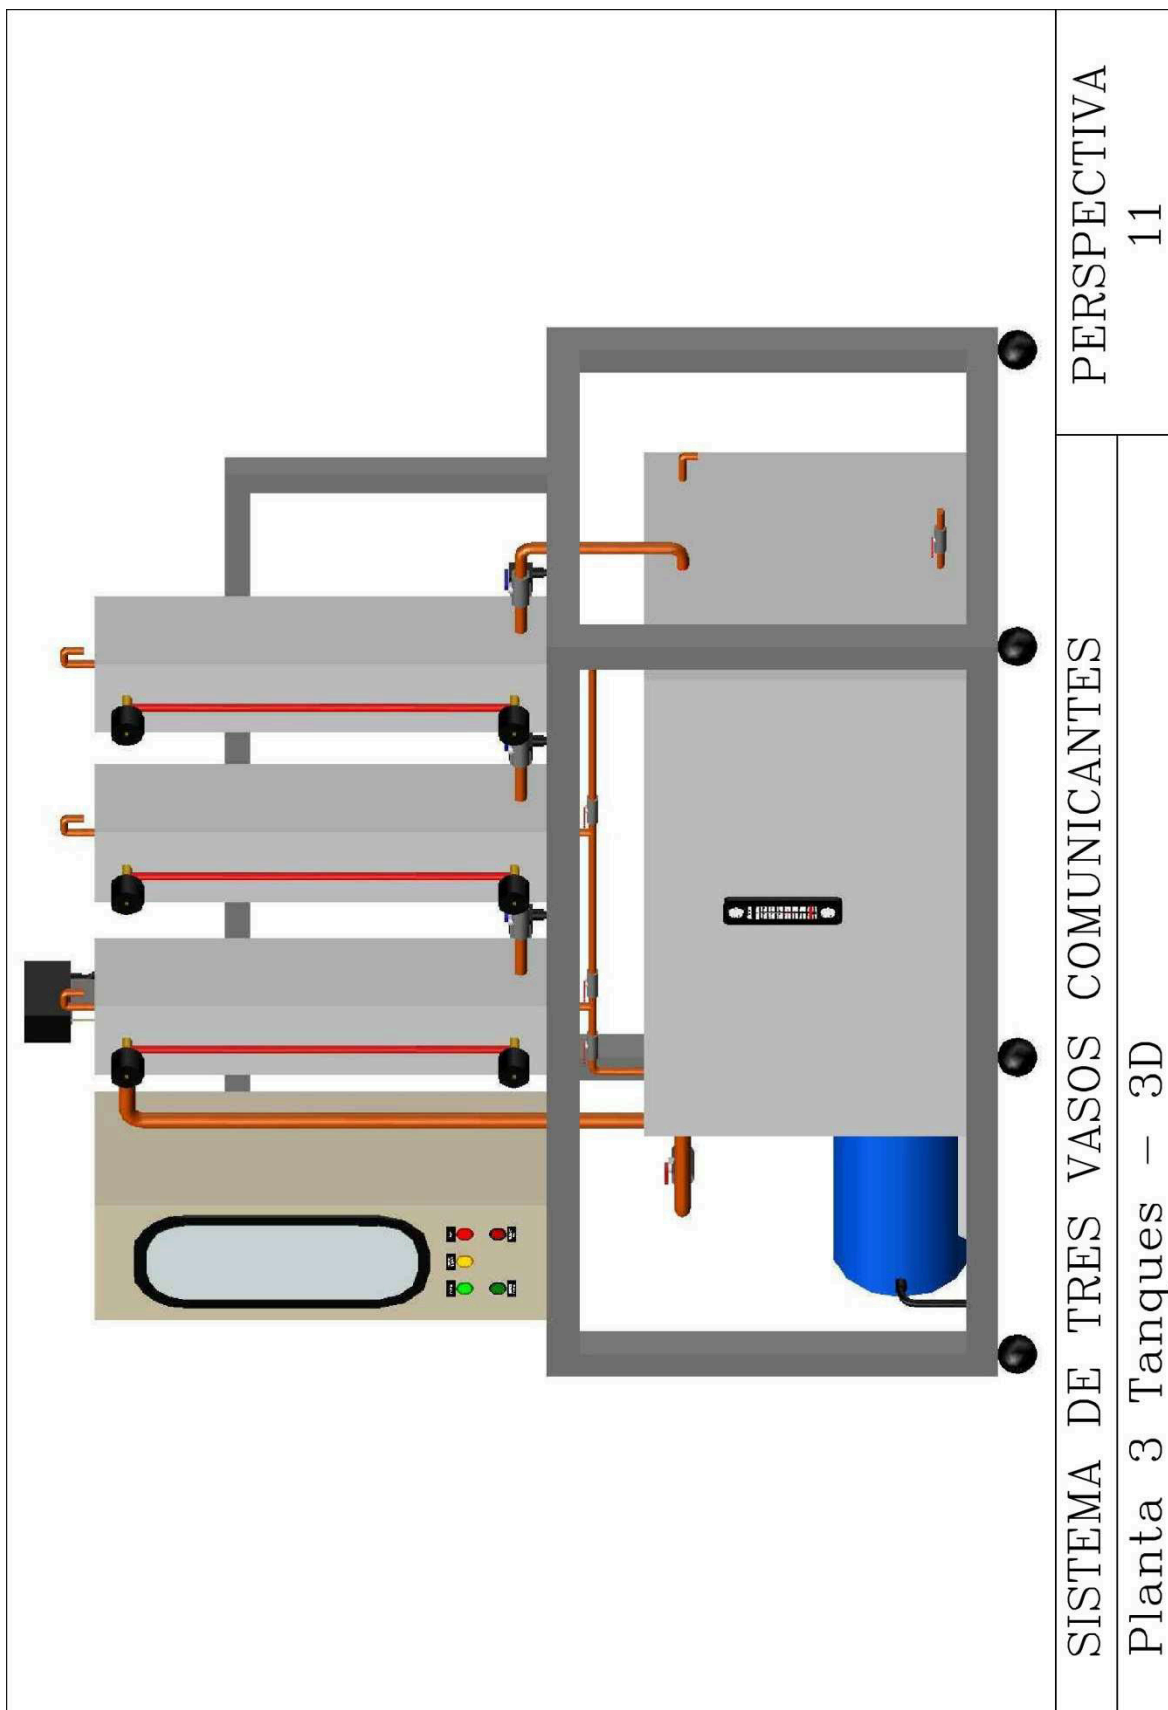 SISTEMA DE TRES VASOS COMUNICANTES
PERSPECTIVA
Planta 3 Tanques – 3D
11